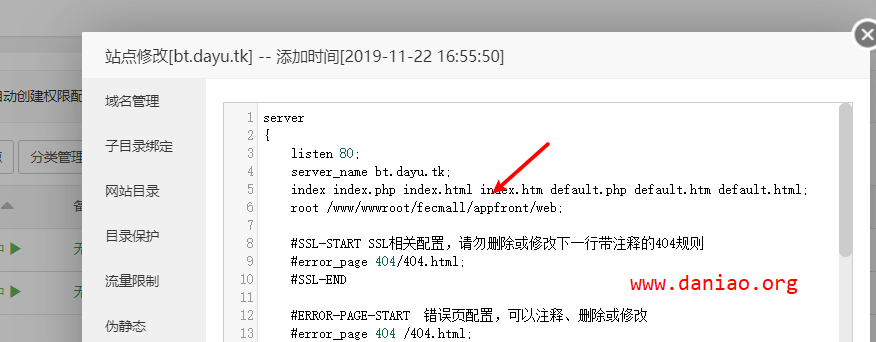 站点修改[bt.dayu.tk] -- 添加时间[2019-11-22 16:55:50]
自动创建权限配
分类管理
域名管理
子目录绑定
网站目录
目录保护
流量限制
伪静态
1 server
2 {
3 listen 80;
4 server_name bt.dayu.tk;
5 index index.php index.html index.htm default.php default.htm default.html;
6 root /www/wwwroot/fecmall/appfront/web;
7
8 #SSL-START SSL相关配置，请勿删除或修改下一行带注释的404规则
9 #error_page 404/404.html;
10 #SSL-END
11
12 #ERROR-PAGE-START 错误页配置，可以注释、删除或修改
13 #error_page 404 /404.html;
www.daniao.org